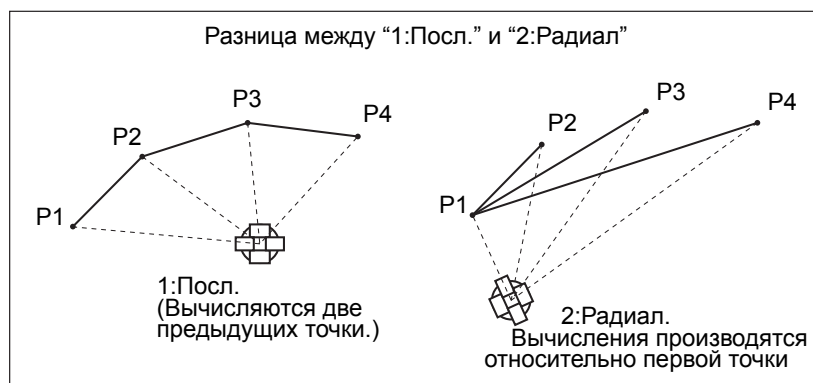 Разница между “1:Посл.” и “2:Радиал”
P1
P2
P3
P4
1:Посл.
(Вычисляются две
предыдущих точки.)
P1
P2
P3
P4
2:Радиал.
Вычисления производятся
относительно первой точки